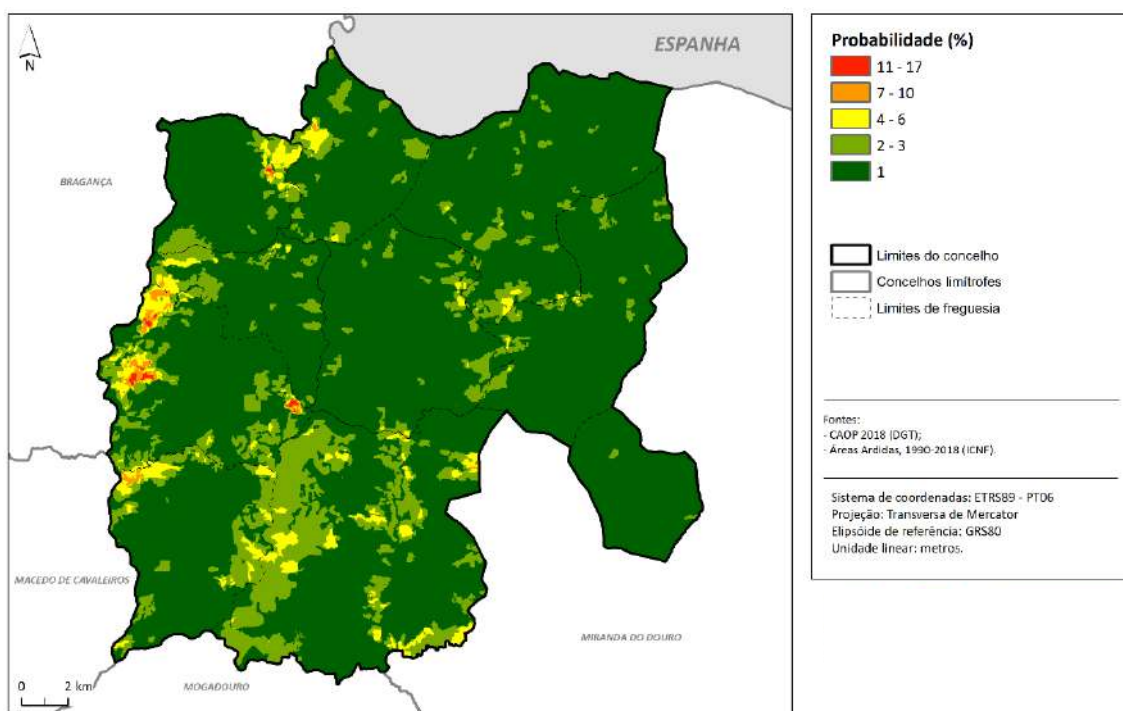 N
ESPANHA
BRAGANÇA
MACEDO DE CAVALEIROS
MOGADOURO
MIRANDA DO DOURO
0 2 km
Probabilidade (%)
11 - 17
7 - 10
4 - 6
2 - 3
1
Limites do concelho
Concelhos limítrofes
Limites de freguesia
Fontes:
- CAOP 2018 (DGT);
- Áreas Ardidas, 1990-2018 (ICNF).
Sistema de coordenadas: ETRS89 - PT06
Projeção: Transversa de Mercator
Elipsóide de referência: GRS80
Unidade linear: metros.